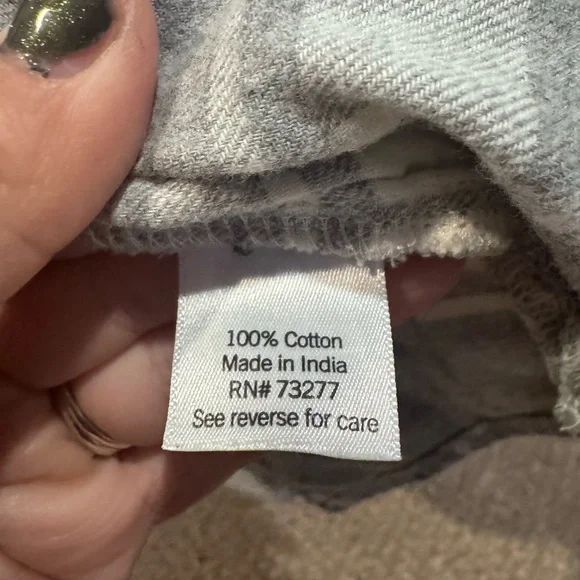 100% Cotton
Made in India
RN# 73277
See reverse for care